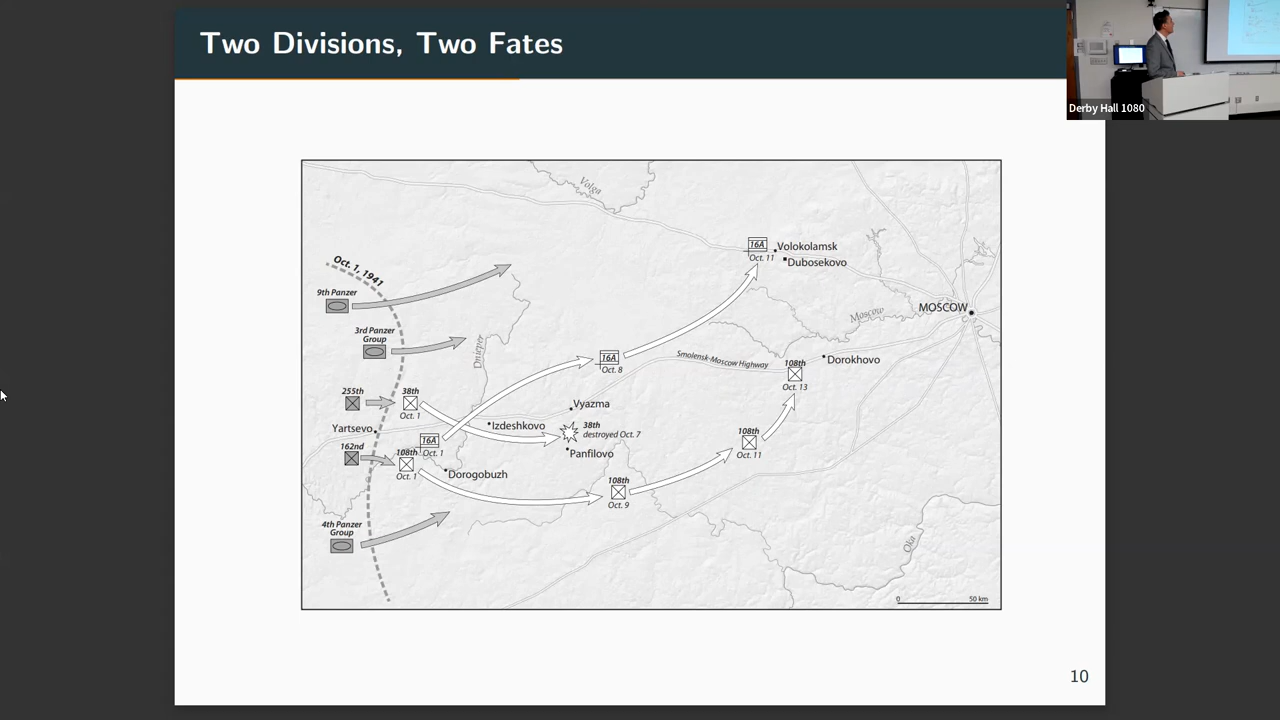 Two Divisions, Two Fates
Derby Hall 1080
Volga
Oct. 1, 1941
16A
Oct. 11
Volokolamsk
Dubosekovo
9th Panzer
MOSCOW
Moscow
3rd Panzer
Group
Dnieper
16A
Oct. 8
Smolensk-Moscow Highway
Dorokhovo
108th
Oct. 13
255th
38th
Oct. 1
Vyazma
Yartsevo
Izdeshkovo
38th
destroyed Oct. 7
16A
Oct. 1
108th
Oct. 11
162nd
108th
Oct. 1
Panfilovo
Dorogobuzh
108th
Oct. 9
4th Panzer
Group
Oka
0
50 km
10